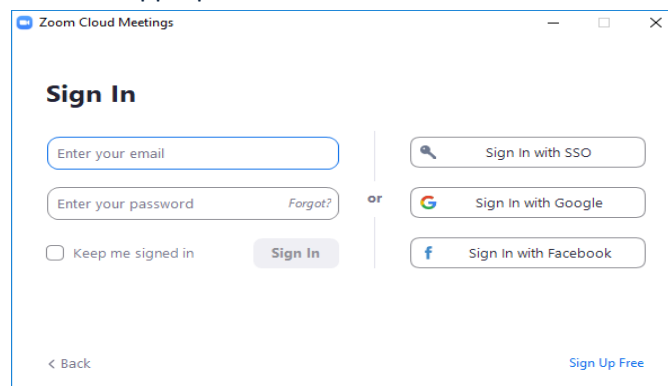 Zoom Cloud Meetings
Sign In
Enter your email
Enter your password
Forgot?
Keep me signed in
Sign In
or
Sign In with SSO
Sign In with Google
Sign In with Facebook
< Back
Sign Up Free